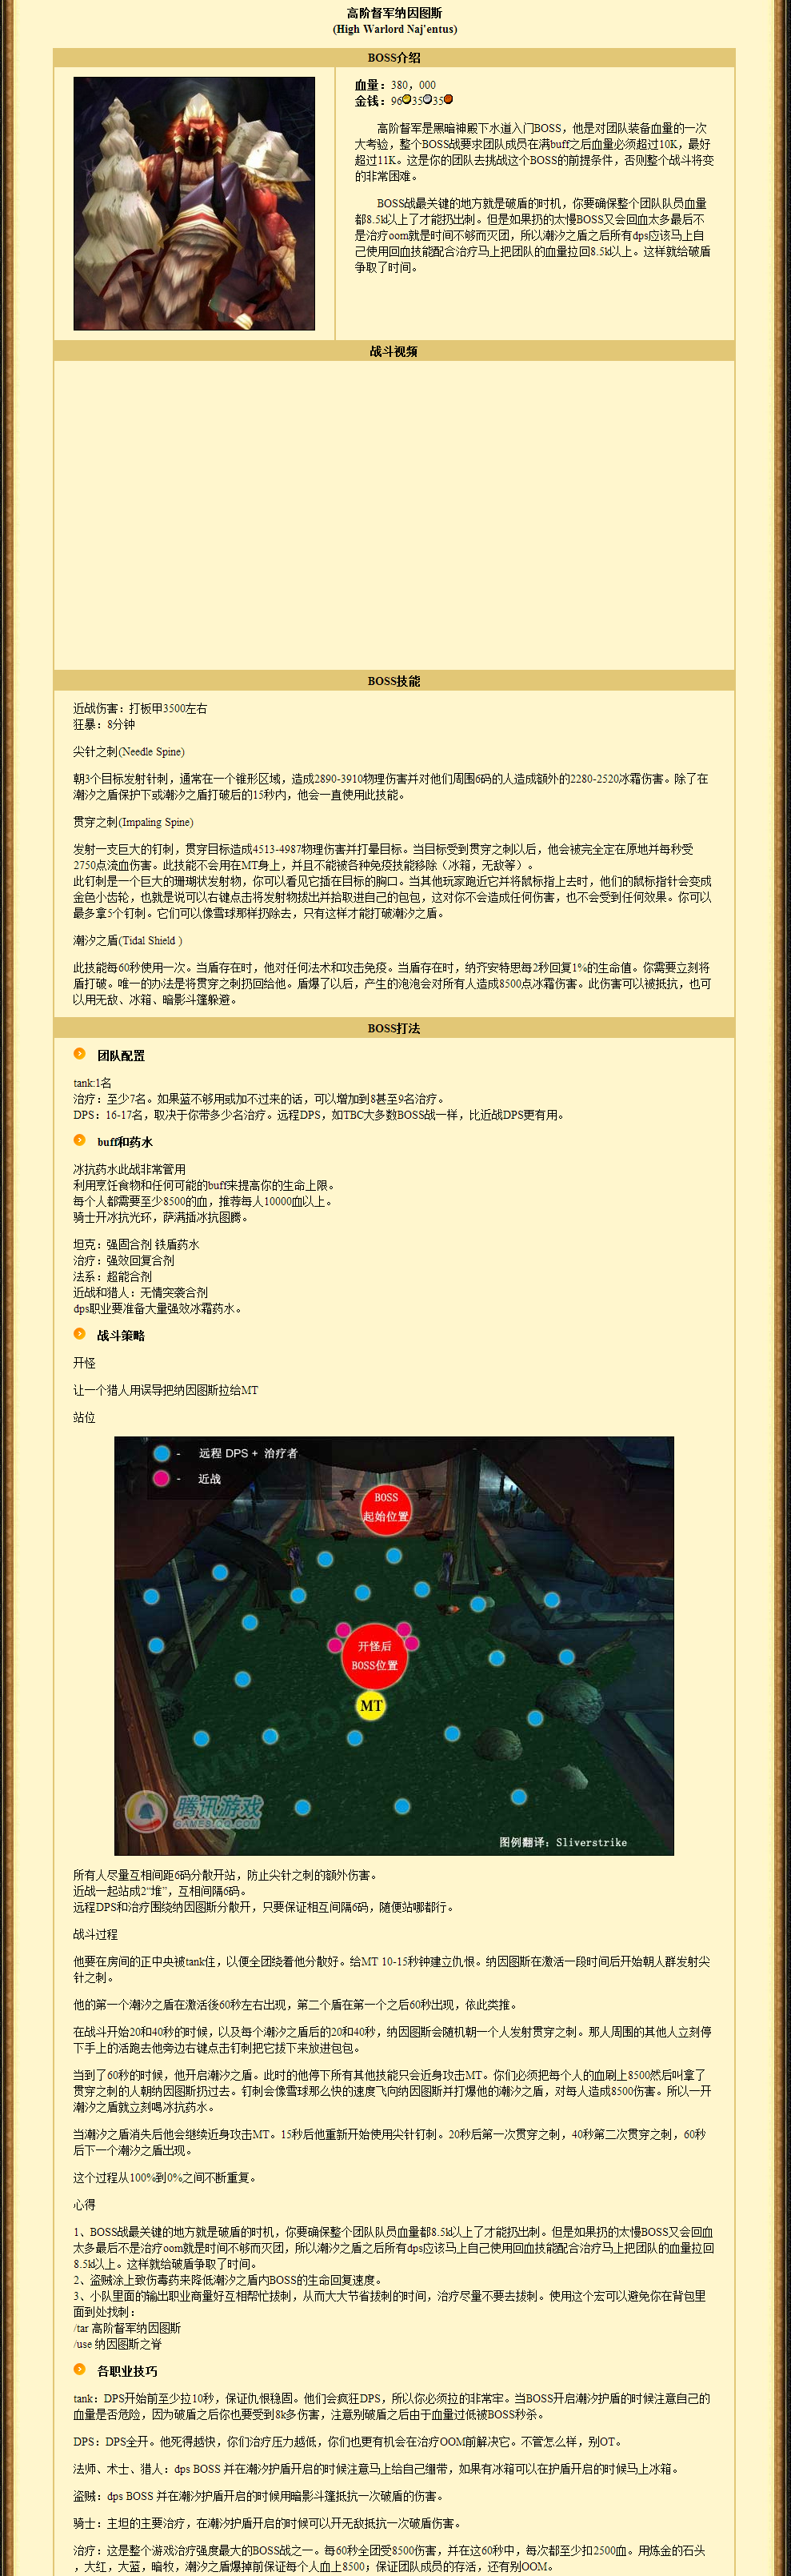 高阶督军纳因图斯
(High Warlord Naj'entus)
BOSS介绍
血量：380，000
金钱：96 35 35
高阶督军是黑暗神殿下水道入门BOSS，他是对团队装备血量的一次
大考验，整个BOSS战要求团队成员在满buff之后血量必须超过10K，最好
超过11K。这是你的团队去挑战这个BOSS的前提条件，否则整个战斗将变
的非常困难。
BOSS战最关键的地方就是破盾的时机，你要确保整个团队队员血量
都8.5k以上了才能扔出刺。但是如果扔的太慢BOSS又会回血太多最后不
是治疗oom就是时间不够而灭团，所以潮汐之盾之后所有dps应该马上自
己使用回血技能配合治疗马上把团队的血量拉回8.5k以上。这样就给破盾
争取了时间。
战斗视频
BOSS技能
近战伤害：打板甲3500左右
狂暴：8分钟
尖针之刺(Needle Spine)
朝3个目标发射针刺，通常在一个锥形区域，造成2890-3910物理伤害并对他们周围6码的人造成额外的2280-2520冰霜伤害。除了在
潮汐之盾保护下或潮汐之盾打破后的15秒内，他会一直使用此技能。
贯穿之刺(Impaling Spine)
发射一支巨大的钉刺，贯穿目标造成4513-4987物理伤害并打晕目标。当目标受到贯穿之刺以后，他会被完全定在原地并每秒受
2750点流血伤害。此技能不会用在MT身上，并且不能被各种免疫技能移除（冰箱，无敌等）。
此钉刺是一个巨大的珊瑚状发射物，你可以看见它插在目标的胸口。当其他玩家跑近它并将鼠标指上去时，他们的鼠标指针会变成
金色小齿轮，也就是说可以右键点击将发射物拔出并拾取进自己的包包，这对你不会造成任何伤害，也不会受到任何效果。你可以
最多拿5个钉刺。它们可以像雪球那样扔除去，只有这样才能打破潮汐之盾。
潮汐之盾(Tidal Shield )
此技能每60秒使用一次。当盾存在时，他对任何法术和攻击免疫。当盾存在时，纳齐安特思每2秒回复1%的生命值。你需要立刻将
盾打破。唯一的办法是将贯穿之刺扔回给他。盾爆了以后，产生的泡泡会对所有人造成8500点冰霜伤害。此伤害可以被抵抗，也可
以用无敌、冰箱、暗影斗篷躲避。
BOSS打法
团队配置
tank:1名
治疗：至少7名。如果蓝不够用或加不过来的话，可以增加到8甚至9名治疗。
DPS：16-17名，取决于你带多少名治疗。远程DPS，如TBC大多数BOSS战一样，比近战DPS更有用。
buff和药水
冰抗药水此战非常管用
利用烹饪食物和任何可能的buff来提高你的生命上限。
每个人都需要至少8500的血，推荐每人10000血以上。
骑士开冰抗光环，萨满插冰抗图腾。
坦克：强固合剂 铁盾药水
治疗：强效回复合剂
法系：超能合剂
近战和猎人：无情突袭合剂
dps职业要准备大量强效冰霜药水。
战斗策略
开怪
让一个猎人用误导把纳因图斯拉给MT
站位
- 远程 DPS + 治疗者
- 近战
BOSS
起始位置
开怪后
BOSS位置
MT
腾讯游戏
GAMES.QQ.COM
图例翻译：Sliverstrike
所有人尽量互相间距6码分散开站，防止尖针之刺的额外伤害。
近战一起站成2“堆”，互相间隔6码。
远程DPS和治疗围绕纳因图斯分散开，只要保证相互间隔6码，随便站哪都行。
战斗过程
他要在房间的正中央被tank住，以便全团绕着他分散好。给MT 10-15秒钟建立仇恨。纳因图斯在激活一段时间后开始朝人群发射尖
针之刺。
他的第一个潮汐之盾在激活後60秒左右出现，第二个盾在第一个之后60秒出现，依此类推。
在战斗开始20和40秒的时候，以及每个潮汐之盾后的20和40秒，纳因图斯会随机朝一个人发射贯穿之刺。那人周围的其他人立刻停
下手上的活跑去他旁边右键点击钉刺把它拔下来放进包包。
当到了60秒的时候，他开启潮汐之盾。此时的他停下所有其他技能只会近身攻击MT。你们必须把每个人的血刷上8500然后叫拿了
贯穿之刺的人朝纳因图斯扔过去。钉刺会像雪球那么快的速度飞向纳因图斯并打爆他的潮汐之盾，对每人造成8500伤害。所以一开
潮汐之盾就立刻喝冰抗药水。
当潮汐之盾消失后他会继续近身攻击MT。15秒后他重新开始使用尖针钉刺。20秒后第一次贯穿之刺，40秒第二次贯穿之刺，60秒
后下一个潮汐之盾出现。
这个过程从100%到0%之间不断重复。
心得
1、BOSS战最关键的地方就是破盾的时机，你要确保整个团队队员血量都8.5k以上了才能扔出刺。但是如果扔的太慢BOSS又会回血
太多最后不是治疗oom就是时间不够而灭团，所以潮汐之盾之后所有dps应该马上自己使用回血技能配合治疗马上把团队的血量拉回
8.5k以上。这样就给破盾争取了时间。
2、盗贼涂上致伤毒药来降低潮汐之盾内BOSS的生命回复速度。
3、小队里面的输出职业商量好互相帮忙拔刺，从而大大节省拔刺的时间，治疗尽量不要去拔刺。使用这个宏可以避免你在背包里
面到处找刺：
/tar 高阶督军纳因图斯
/use 纳因图斯之脊
各职业技巧
tank：DPS开始前至少拉10秒，保证仇恨稳固。他们会疯狂DPS，所以你必须拉的非常牢。当BOSS开启潮汐护盾的时候注意自己的
血量是否危险，因为破盾之后你也要受到8k多伤害，注意别破盾之后由于血量过低被BOSS秒杀。
DPS：DPS全开。他死得越快，你们治疗压力越低，你们也更有机会在治疗OOM前解决它。不管怎么样，别OT。
法师、术士、猎人：dps BOSS 并在潮汐护盾开启的时候注意马上给自己绷带，如果有冰箱可以在护盾开启的时候马上冰箱。
盗贼：dps BOSS 并在潮汐护盾开启的时候用暗影斗篷抵抗一次破盾的伤害。
骑士：主坦的主要治疗，在潮汐护盾开启的时候可以开无敌抵抗一次破盾伤害。
治疗：这是整个游戏治疗强度最大的BOSS战之一。每60秒全团受8500伤害，并在这60秒中，每次都至少扣2500血。用炼金的石头
，大红，大蓝，暗牧，潮汐之盾爆掉前保证每个人血上8500；保证团队成员的存活，还有别OOM。